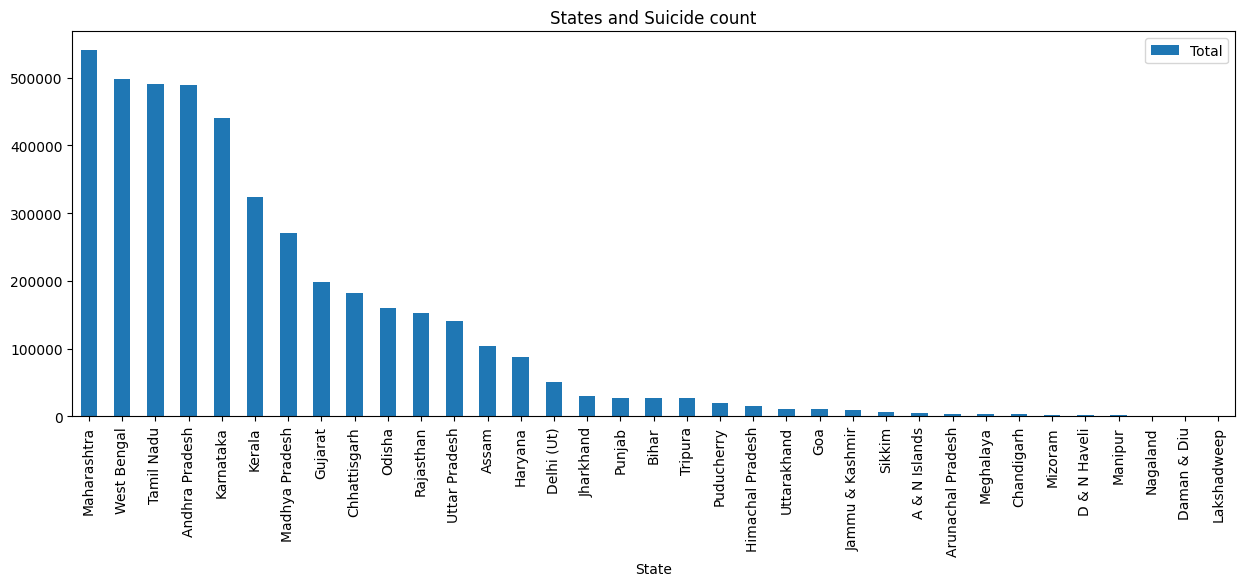 States and Suicide count
Total
500000
400000
300000
200000
100000
0
Maharashtra
West Bengal
Tamil Nadu
Andhra Pradesh
Karnataka
Kerala
Madhya Pradesh
Gujarat
Chhattisgarh
Odisha
Rajasthan
Uttar Pradesh
Assam
Haryana
Delhi (Ut)
Jharkhand
Punjab
Bihar
Tripura
Puducherry
Himachal Pradesh
Uttarakhand
Goa
Jammu & Kashmir
Sikkim
A & N Islands
Arunachal Pradesh
Meghalaya
Chandigarh
Mizoram
D & N Haveli
Manipur
Nagaland
Daman & Diu
Lakshadweep
State